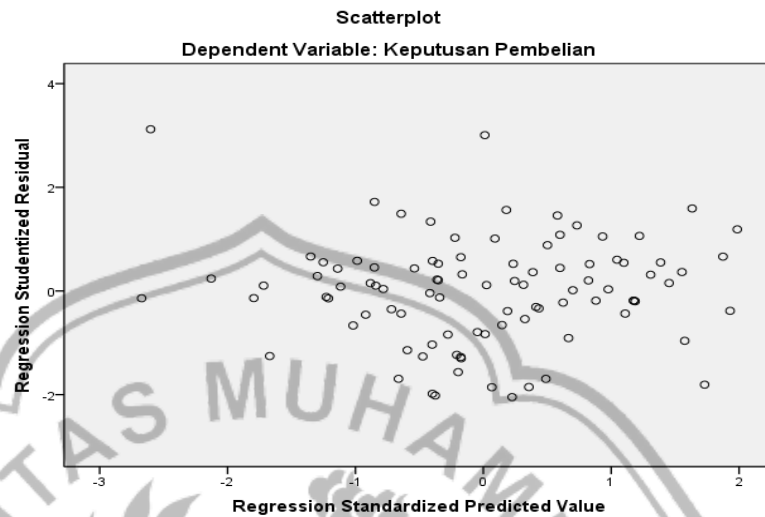 Scatterplot
Dependent Variable: Keputusan Pembelian
Regression Studentized Residual
4
2
0
-2
-3
-2
-1
0
1
2
Regression Standardized Predicted Value
TAS MUHAM